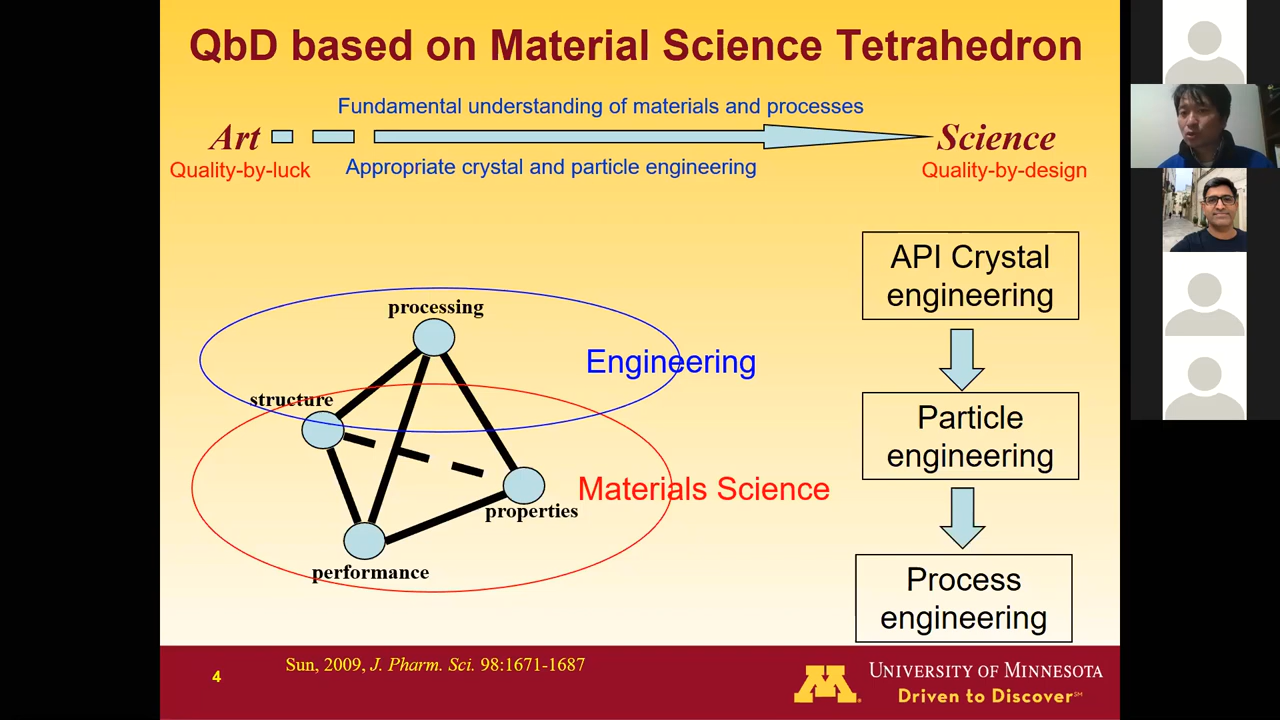 QbD based on Material Science Tetrahedron
Fundamental understanding of materials and processes
Art
Science
Quality-by-luck
Appropriate crystal and particle engineering
Quality-by-design
API Crystal
engineering
processing
Engineering
structure
Particle
engineering
Materials Science
properties
performance
Process
engineering
4
Sun, 2009, J. Pharm. Sci. 98:1671-1687
M
UNIVERSITY OF MINNESOTA
Driven to Discover℠